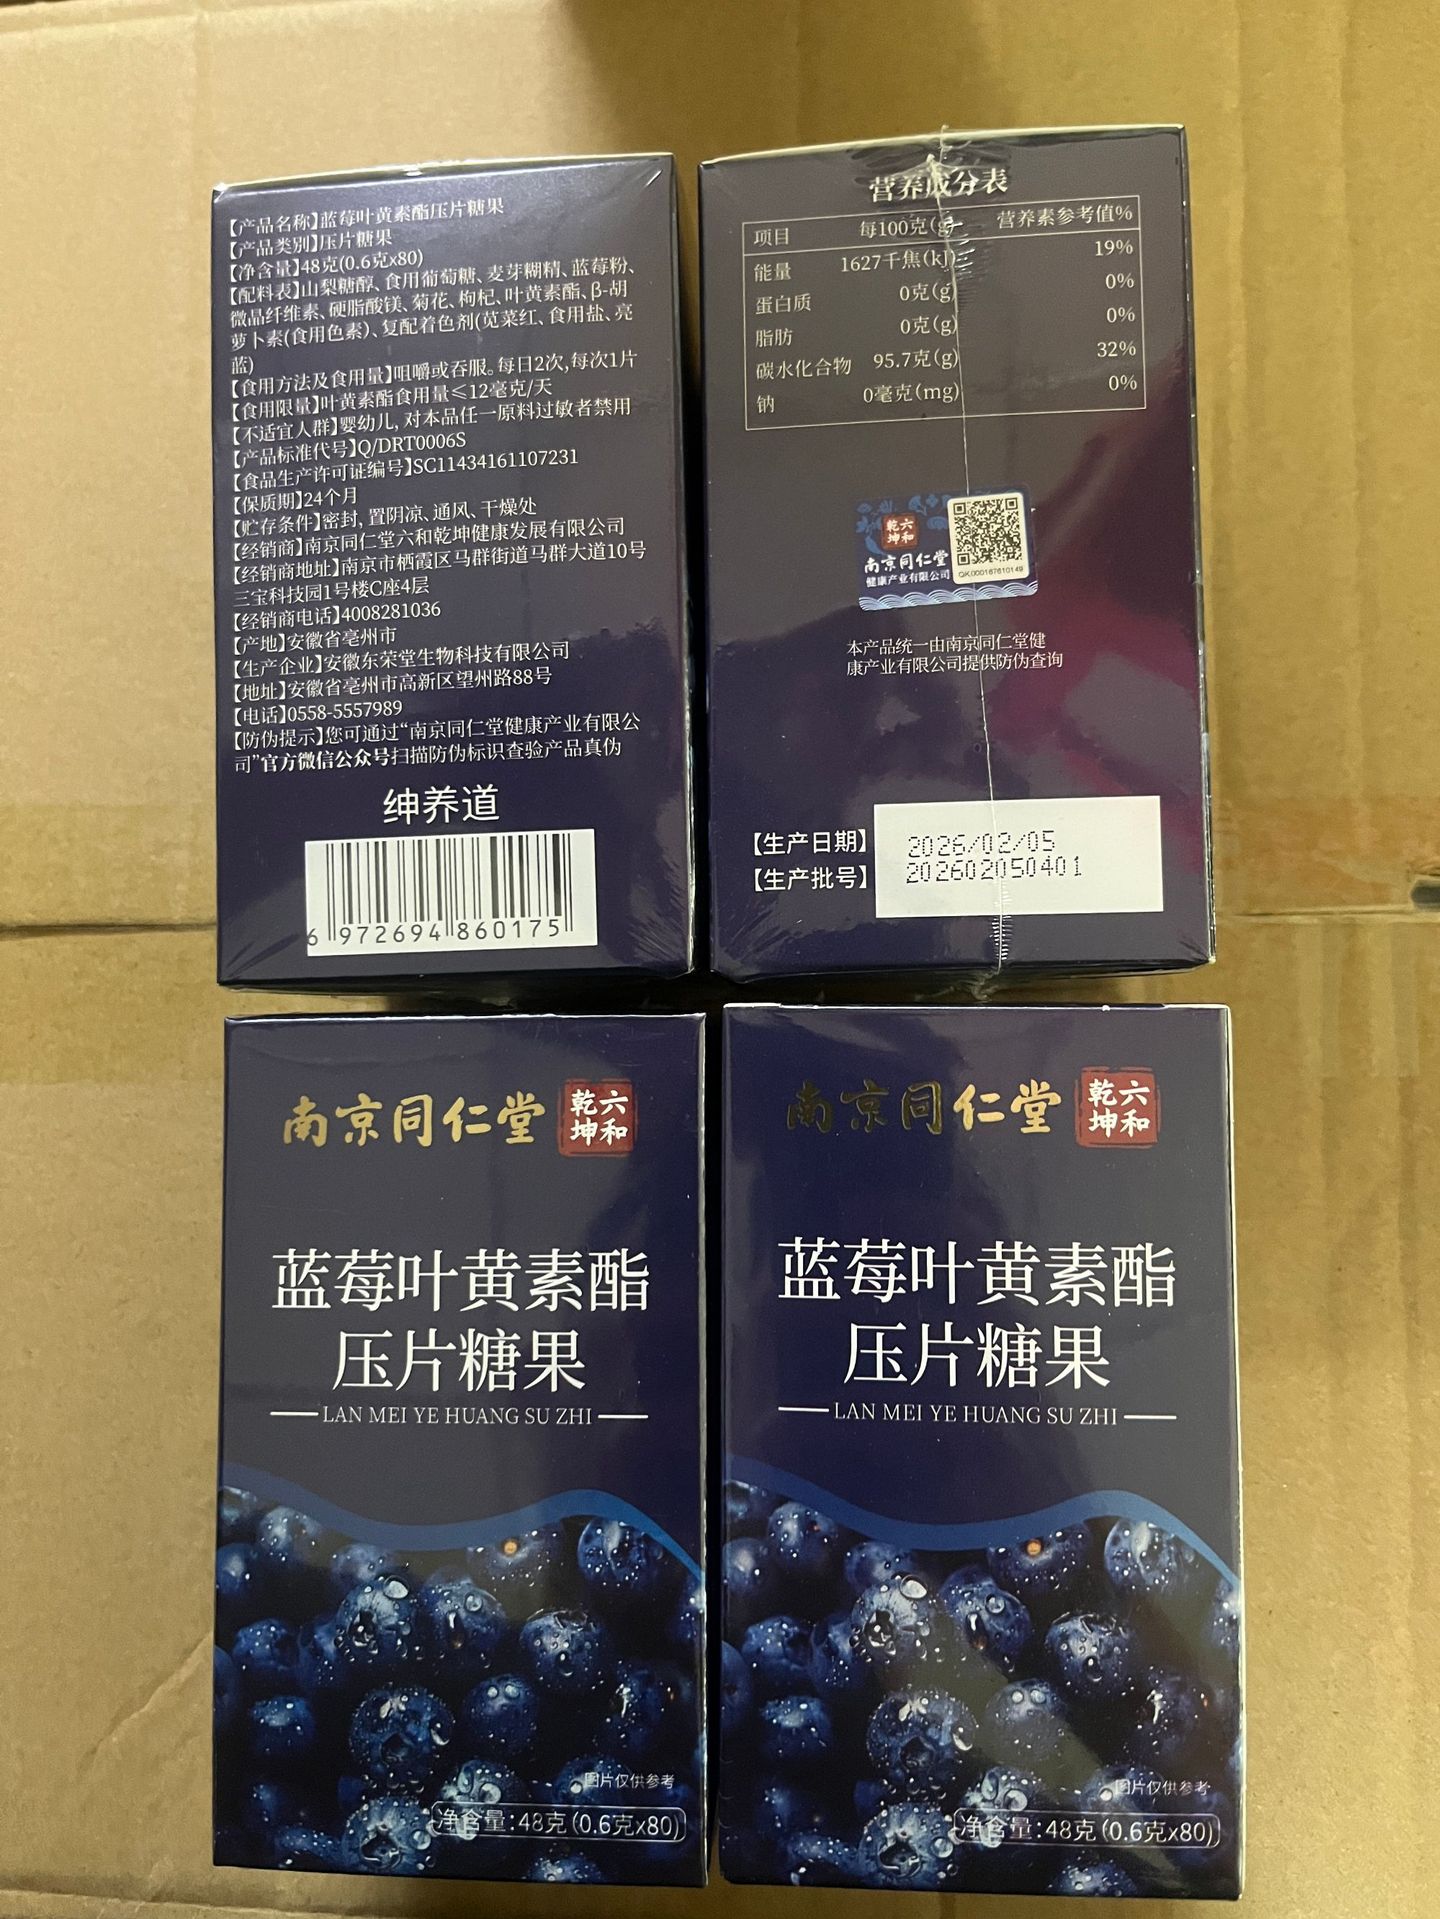 【产品名称】蓝莓叶黄素酯压片糖果
【产品类别】压片糖果
【净含量】48克(0.6克x80)
【配料表】山梨糖醇、食用葡萄糖、麦芽糊精、蓝莓粉、
微晶纤维素、硬脂酸镁、菊花、枸杞、叶黄素酯、β-胡
萝卜素(食用色素)、复配着色剂(苋菜红、食用盐、亮
蓝)
【食用方法及食用量】咀嚼或吞服。每日2次,每次1片
【食用限量】叶黄素酯食用量≤12毫克/天
【不适宜人群】婴幼儿, 对本品任一原料过敏者禁用
【产品标准代号】Q/DRT0006S
【食品生产许可证编号】SC11434161107231
【保质期】24个月
【贮存条件】密封, 置阴凉、通风、干燥处
【经销商】南京同仁堂六和乾坤健康发展有限公司
【经销商地址】南京市栖霞区马群街道马群大道10号
三宝科技园1号楼C座4层
【经销商电话】4008281036
【产地】安徽省亳州市
【生产企业】安徽东荣堂生物科技有限公司
【地址】安徽省亳州市高新区望州路88号
【电话】0558-5557989
【防伪提示】您可通过“南京同仁堂健康产业有限公
司”官方微信公众号扫描防伪标识查验产品真伪
绅养道
6 972694 860175
营养成分表
项目 每100克(g) 营养素参考值%
能量 1627千焦(kJ) 19%
蛋白质 0克(g) 0%
脂肪 0克(g) 0%
碳水化合物 95.7克(g) 32%
钠 0毫克(mg) 0%
乾六
坤和
南京同仁堂
健康产业有限公司
QK000167610149
本产品统一由南京同仁堂健
康产业有限公司提供防伪查询
【生产日期】 2026/02/05
【生产批号】 202602050401
南京同仁堂 乾六
坤和
蓝莓叶黄素酯
压片糖果
LAN MEI YE HUANG SU ZHI
图片仅供参考
净含量:48克(0.6克x80)
南京同仁堂 乾六
坤和
蓝莓叶黄素酯
压片糖果
LAN MEI YE HUANG SU ZHI
图片仅供参考
净含量:48克(0.6克x80)